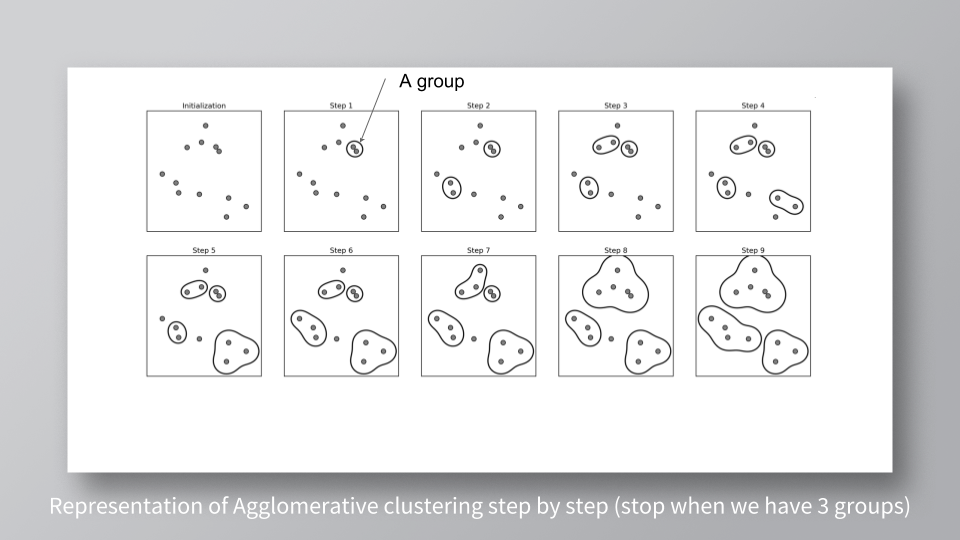 A group
Initialization
Step 1
Step 2
Step 3
Step 4
Step 5
Step 6
Step 7
Step 8
Step 9
Representation of Agglomerative clustering step by step (stop when we have 3 groups)